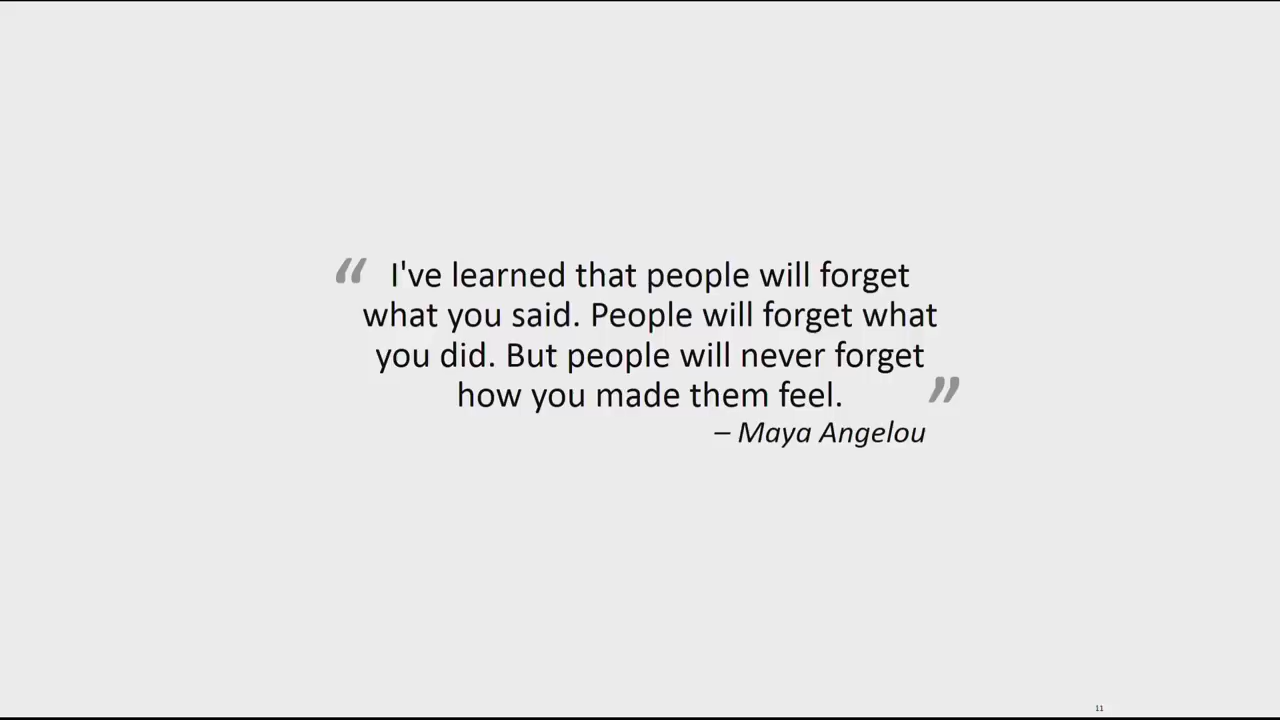 “ I've learned that people will forget
what you said. People will forget what
you did. But people will never forget
how you made them feel. ”
– Maya Angelou
11